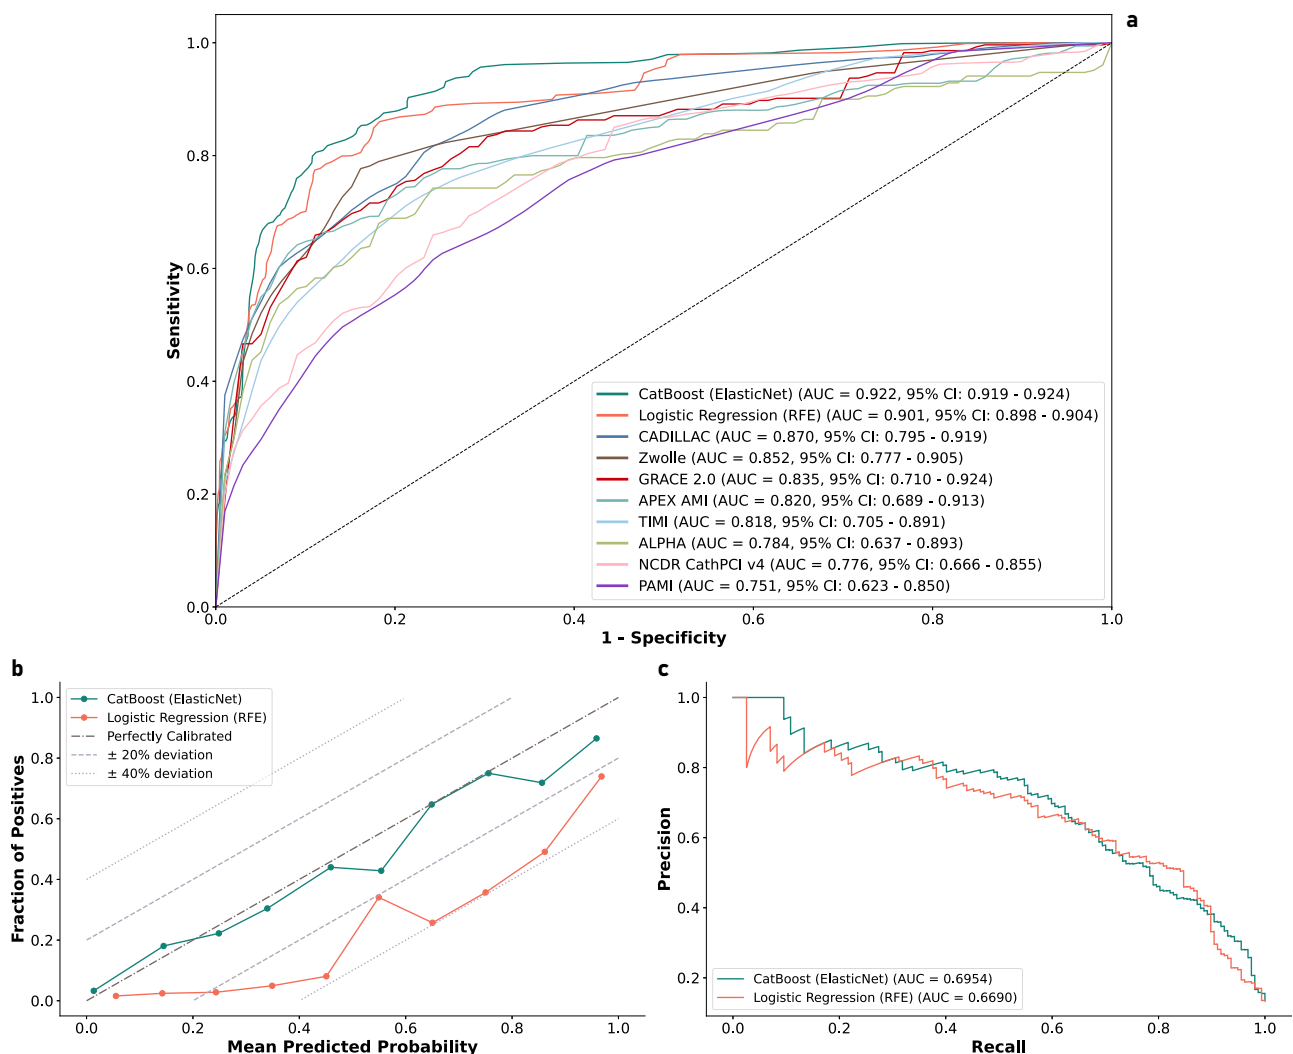 a
1.0
0.8
0.6
0.4
0.2
0.0
Sensitivity
CatBoost (ElasticNet) (AUC = 0.922, 95% CI: 0.919 - 0.924)
Logistic Regression (RFE) (AUC = 0.901, 95% CI: 0.898 - 0.904)
CADILLAC (AUC = 0.870, 95% CI: 0.795 - 0.919)
Zwolle (AUC = 0.852, 95% CI: 0.777 - 0.905)
GRACE 2.0 (AUC = 0.835, 95% CI: 0.710 - 0.924)
APEX AMI (AUC = 0.820, 95% CI: 0.689 - 0.913)
TIMI (AUC = 0.818, 95% CI: 0.705 - 0.891)
ALPHA (AUC = 0.784, 95% CI: 0.637 - 0.893)
NCDR CathPCI v4 (AUC = 0.776, 95% CI: 0.666 - 0.855)
PAMI (AUC = 0.751, 95% CI: 0.623 - 0.850)
0.0 0.2 0.4 0.6 0.8 1.0
1 - Specificity
b
1.0
0.8
0.6
0.4
0.2
0.0
Fraction of Positives
CatBoost (ElasticNet)
Logistic Regression (RFE)
Perfectly Calibrated
± 20% deviation
± 40% deviation
0.0 0.2 0.4 0.6 0.8 1.0
Mean Predicted Probability
c
1.0
0.8
0.6
0.4
0.2
Precision
CatBoost (ElasticNet) (AUC = 0.6954)
Logistic Regression (RFE) (AUC = 0.6690)
0.0 0.2 0.4 0.6 0.8 1.0
Recall